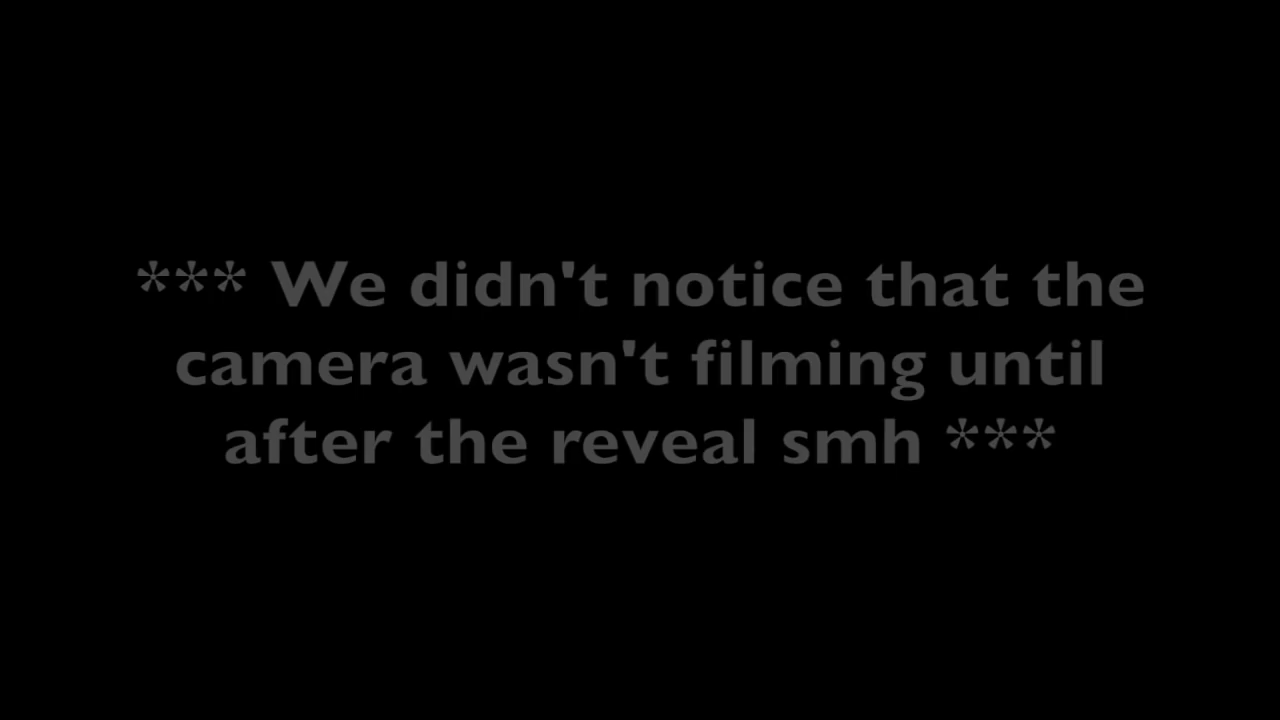 *** We didn't notice that the
camera wasn't filming until
after the reveal smh ***